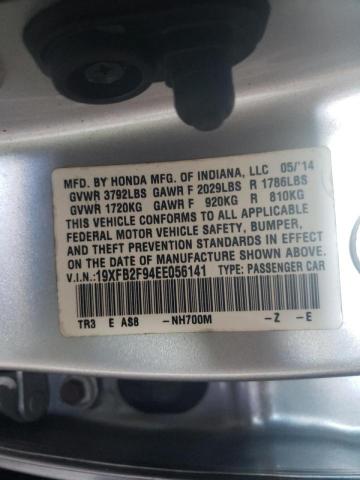 MFD. BY HONDA MFG. OF INDIANA, LLC 05/'14
GVWR 3792LBS GAWR F 2029LBS R 1786LBS
GVWR 1720KG GAWR F 920KG R 810KG
THIS VEHICLE CONFORMS TO ALL APPLICABLE
FEDERAL MOTOR VEHICLE SAFETY, BUMPER,
AND THEFT PREVENTION STANDARDS IN EFFECT
ON THE DATE OF MANUFACTURE SHOWN ABOVE.
V.I.N.:19XFB2F94EE056141 TYPE: PASSENGER CAR
TR3 E AS8 -NH700M -Z -E